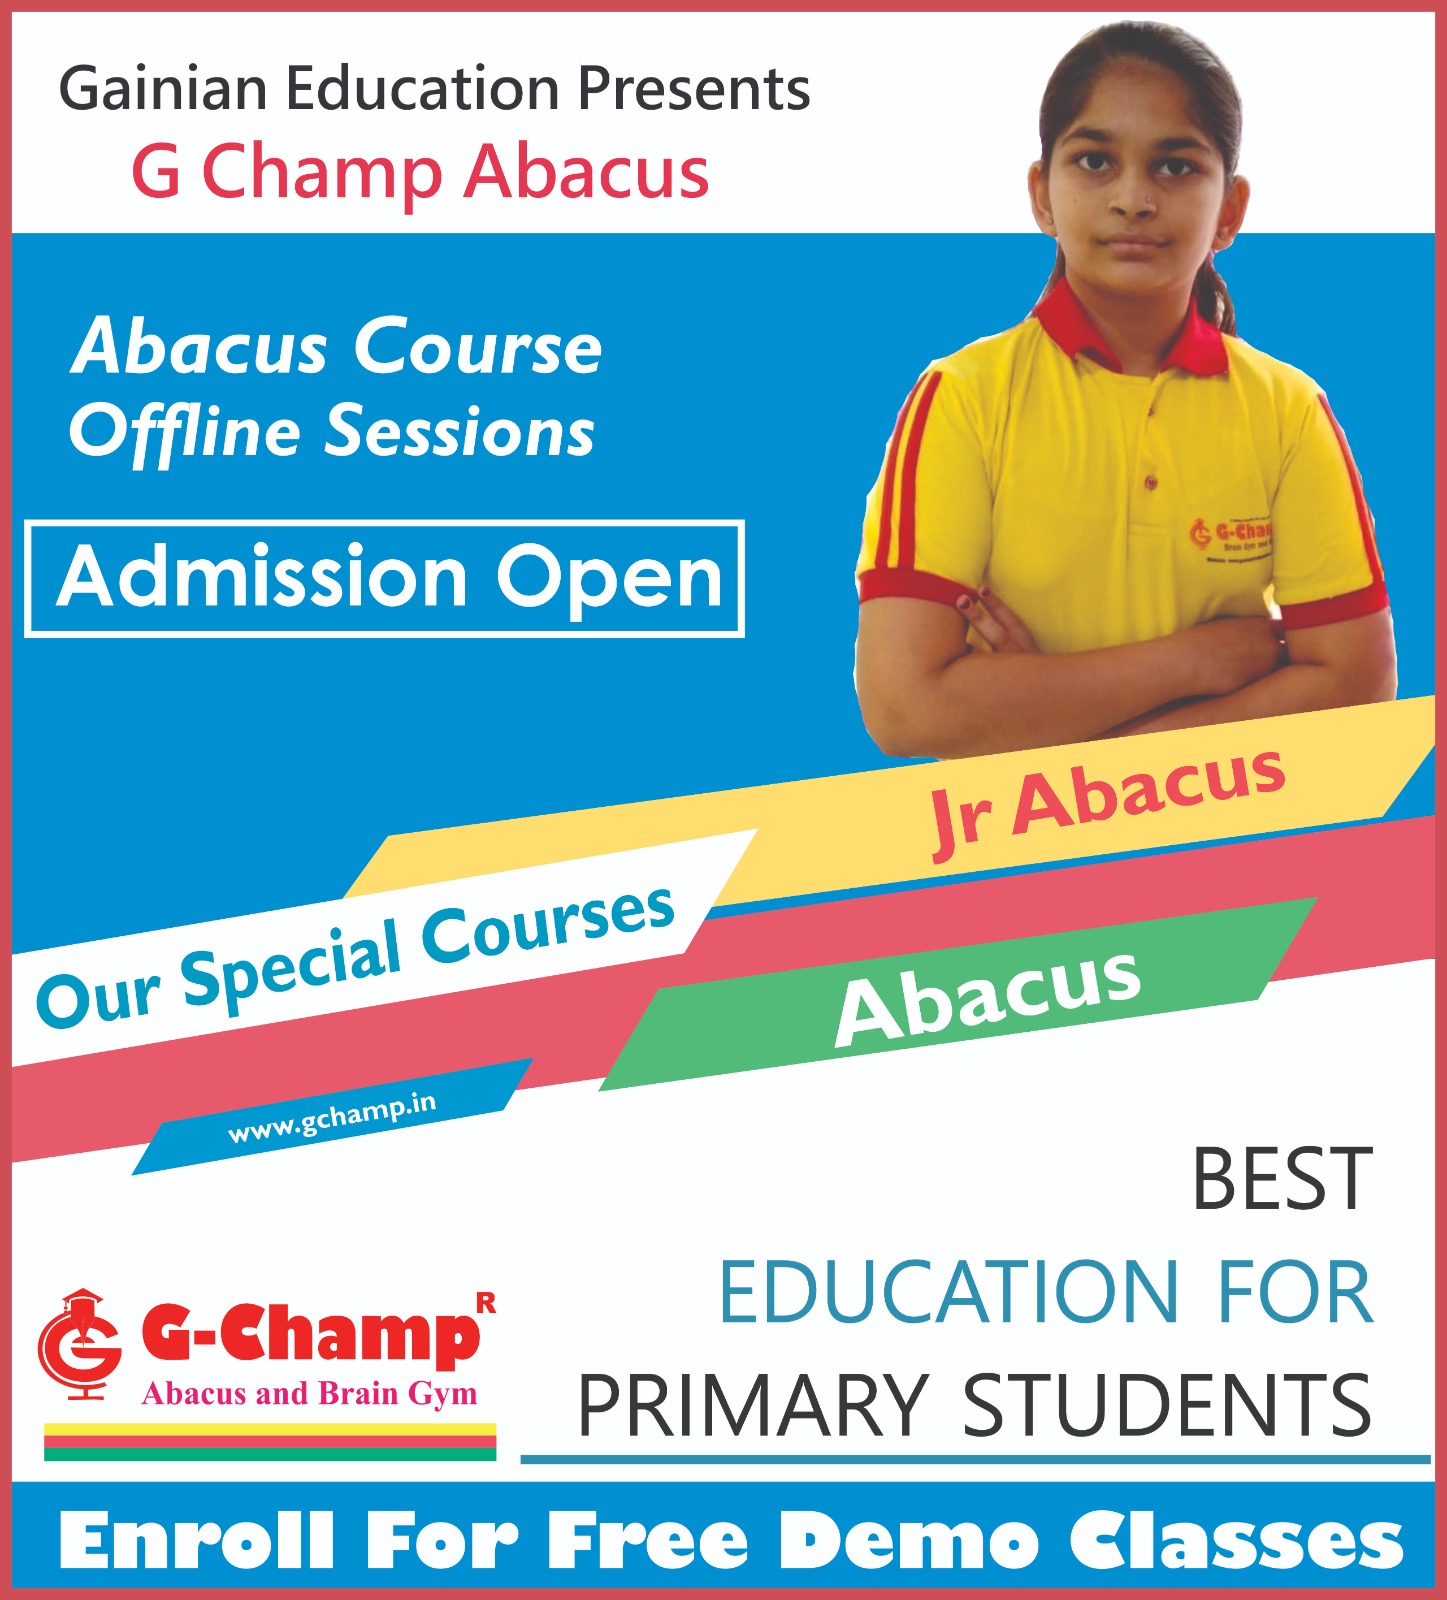 Gainian Education Presents
G Champ Abacus
Abacus Course
Offline Sessions
Admission Open
Jr Abacus
Our Special Courses
Abacus
www.gchamp.in
BEST
EDUCATION FOR
PRIMARY STUDENTS
G-Champ R
Abacus and Brain Gym
Enroll For Free Demo Classes